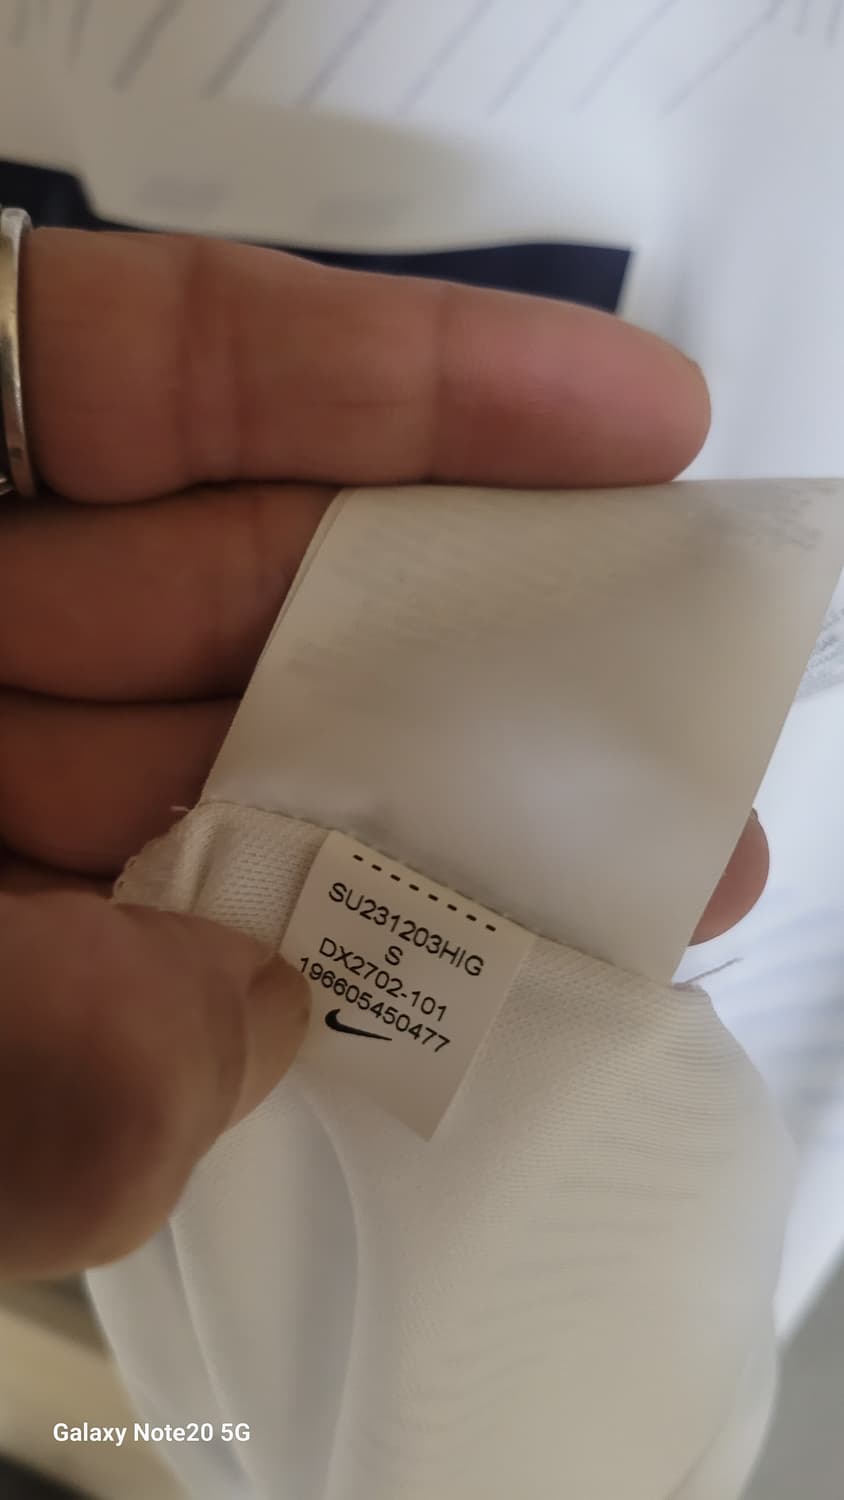 SU231203HIG
S
DX2702-101
196605450477
Galaxy Note20 5G